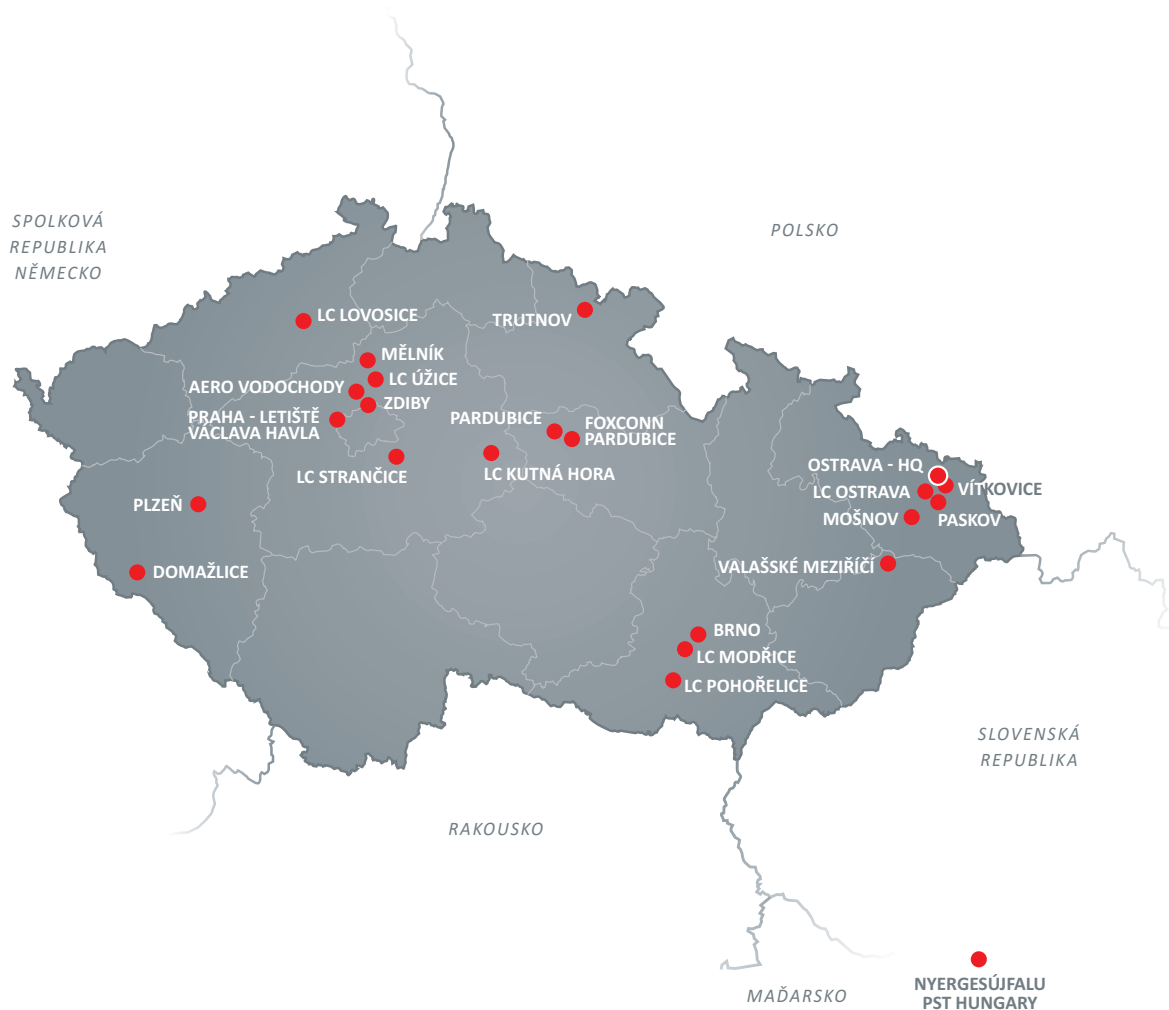 SPOLKOVÁ
REPUBLIKA
NĚMECKO
POLSKO
LC LOVOSICE
TRUTNOV
MĚLNÍK
LC ÚŽICE
AERO VODOCHODY
ZDIBY
PRAHA - LETIŠTĚ
VÁCLAVA HAVLA
PARDUBICE
FOXCONN
PARDUBICE
LC STRANČICE
LC KUTNÁ HORA
OSTRAVA - HQ
LC OSTRAVA
VÍTKOVICE
MOŠNOV
PASKOV
PLZEŇ
DOMAŽLICE
VALAŠSKÉ MEZIŘÍČÍ
BRNO
LC MODŘICE
LC POHOŘELICE
SLOVENSKÁ
REPUBLIKA
RAKOUSKO
MAĎARSKO
NYERGESÚJFALU
PST HUNGARY